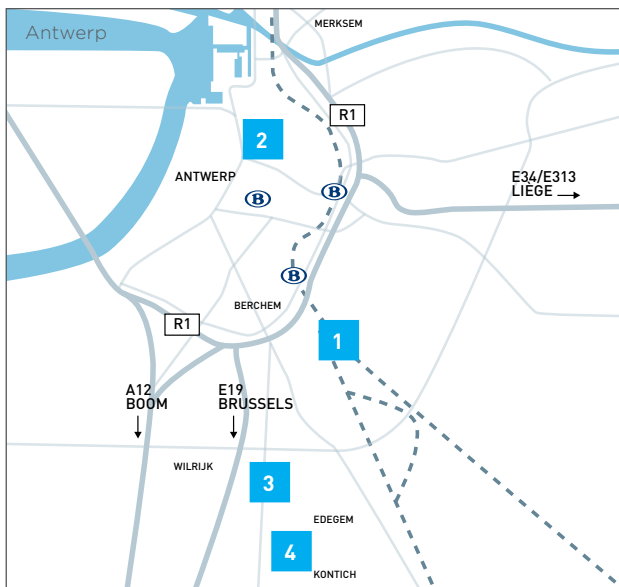 MERKSEM
Antwerp
R1
2
E34/E313
LIÈGE
ANTWERP
B
B
B
BERCHEM
R1
1
A12
BOOM
E19
BRUSSELS
WILRIJK
3
EDEGEM
4
KONTICH